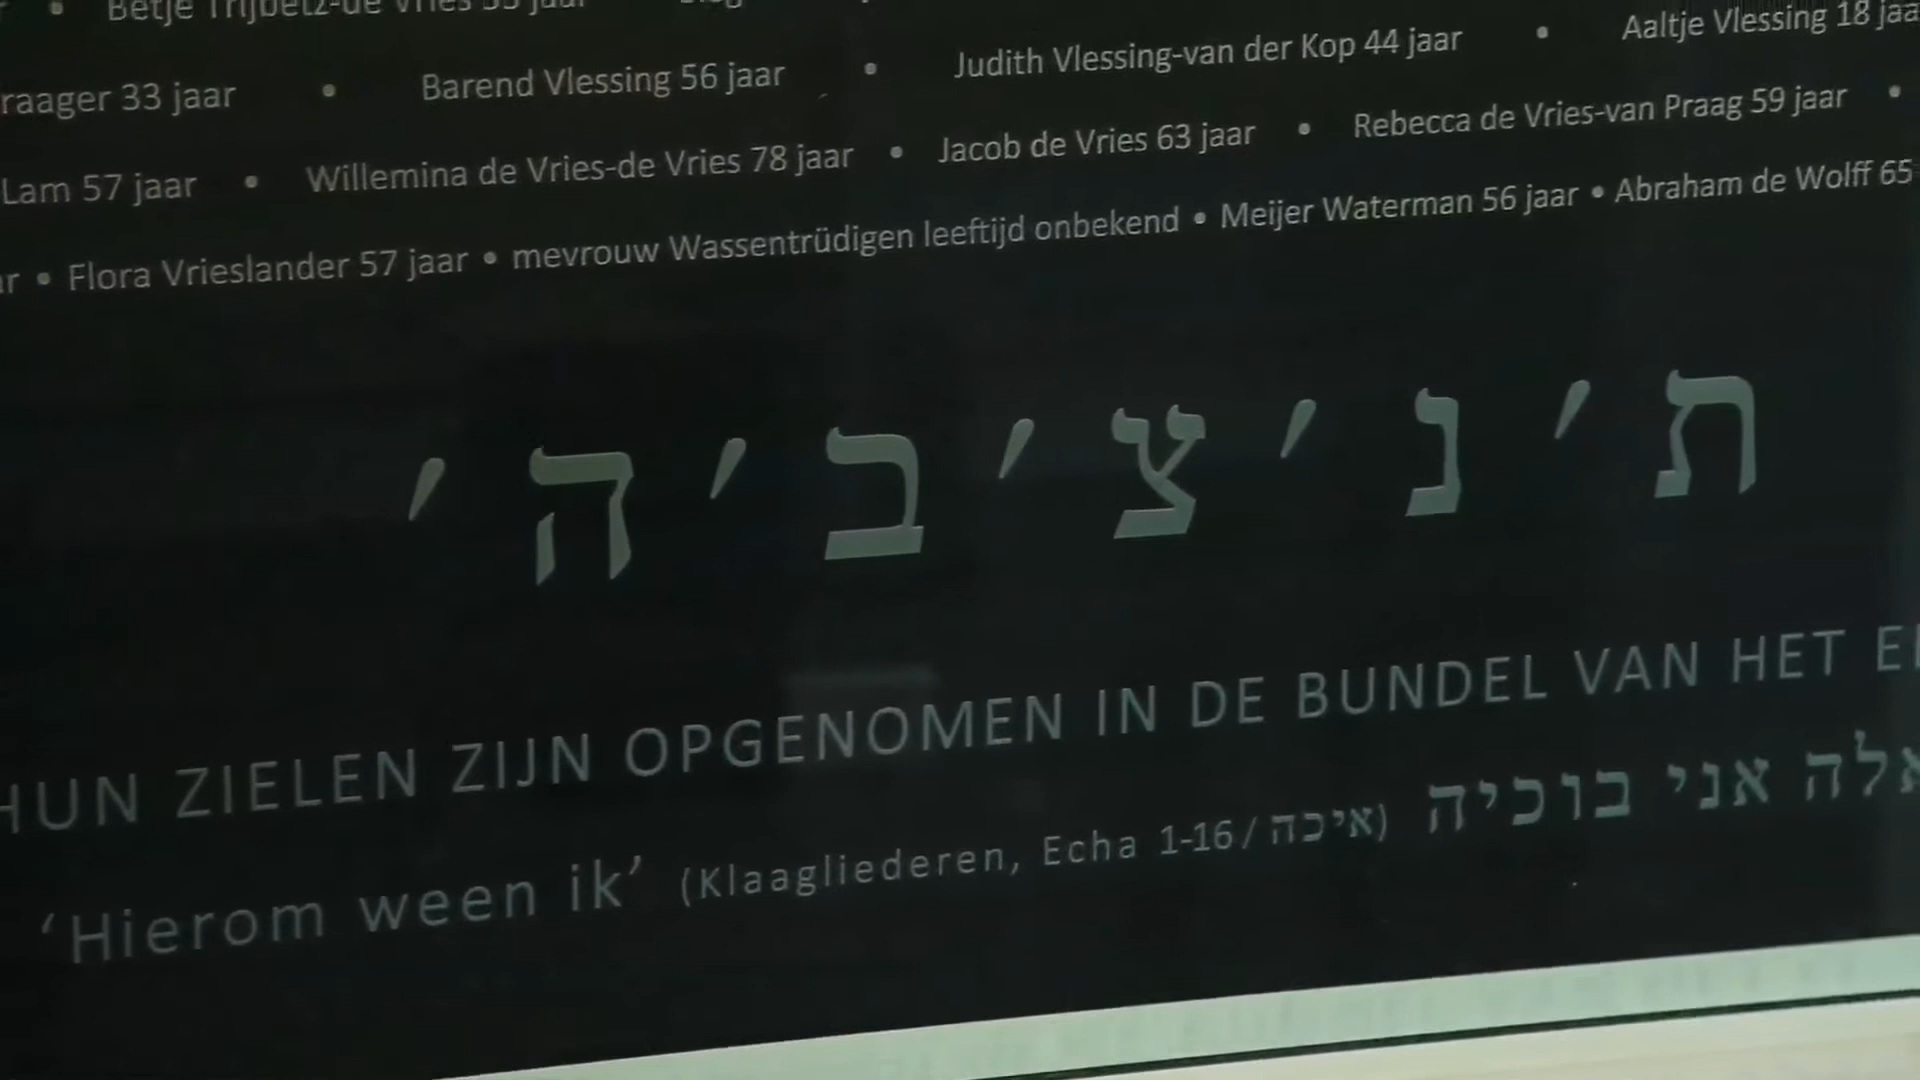 Betje Trijbetz-de Vries 55 jaar
raager 33 jaar • Barend Vlessing 56 jaar • Judith Vlessing-van der Kop 44 jaar • Aaltje Vlessing 18 jaa
Lam 57 jaar • Willemina de Vries-de Vries 78 jaar • Jacob de Vries 63 jaar • Rebecca de Vries-van Praag 59 jaar •
ar • Flora Vrieslander 57 jaar • mevrouw Wassentrüdigen leeftijd onbekend • Meijer Waterman 56 jaar • Abraham de Wolff 65
ת׳נ׳צ׳ב׳ה׳
HUN ZIELEN ZIJN OPGENOMEN IN DE BUNDEL VAN HET
‘Hierom ween ik’ (Klaagliederen, Echa 1-16/איכה) אלה אני בוכיה